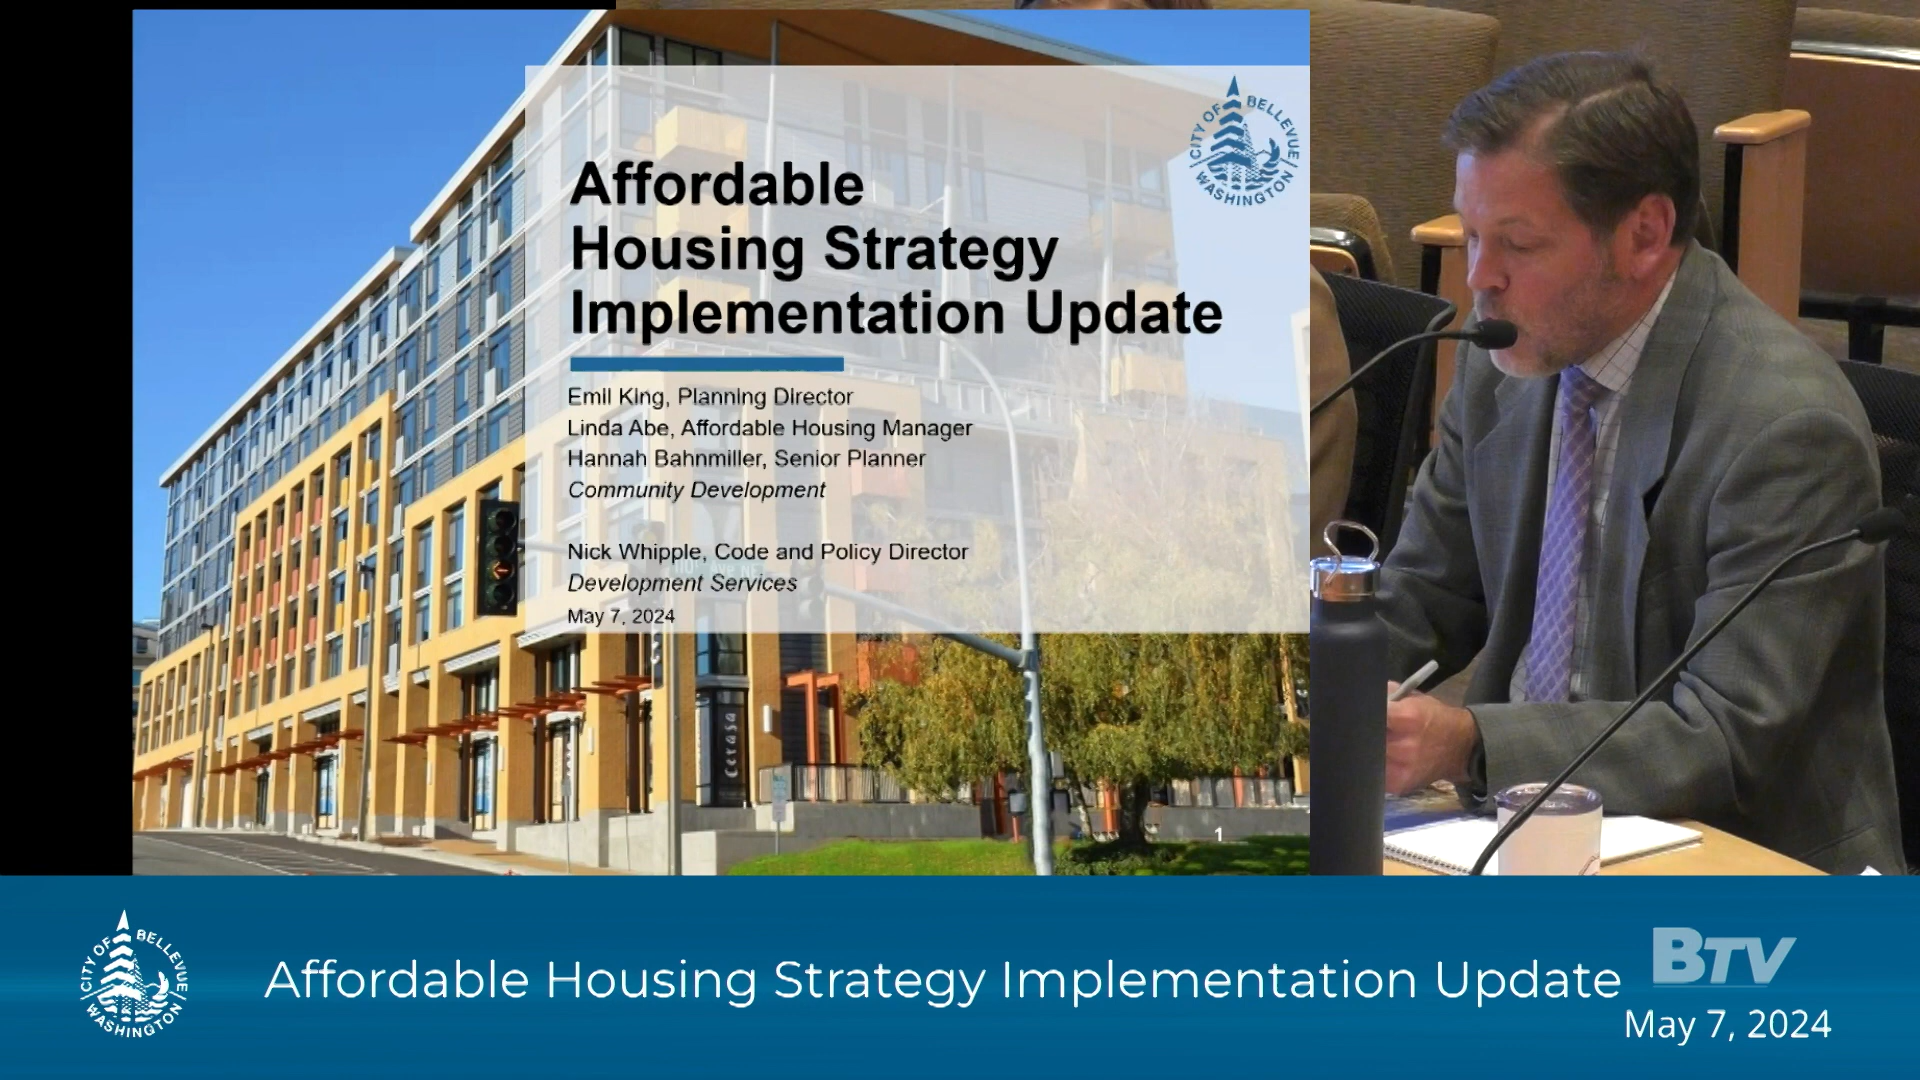 CITY OF BELLEVUE
WASHINGTON
Affordable
Housing Strategy
Implementation Update
Emil King, Planning Director
Linda Abe, Affordable Housing Manager
Hannah Bahnmiller, Senior Planner
Community Development
Nick Whipple, Code and Policy Director
Development Services
May 7, 2024
Cerasa
1
CITY OF BELLEVUE
WASHINGTON
Affordable Housing Strategy Implementation Update
BTV
May 7, 2024